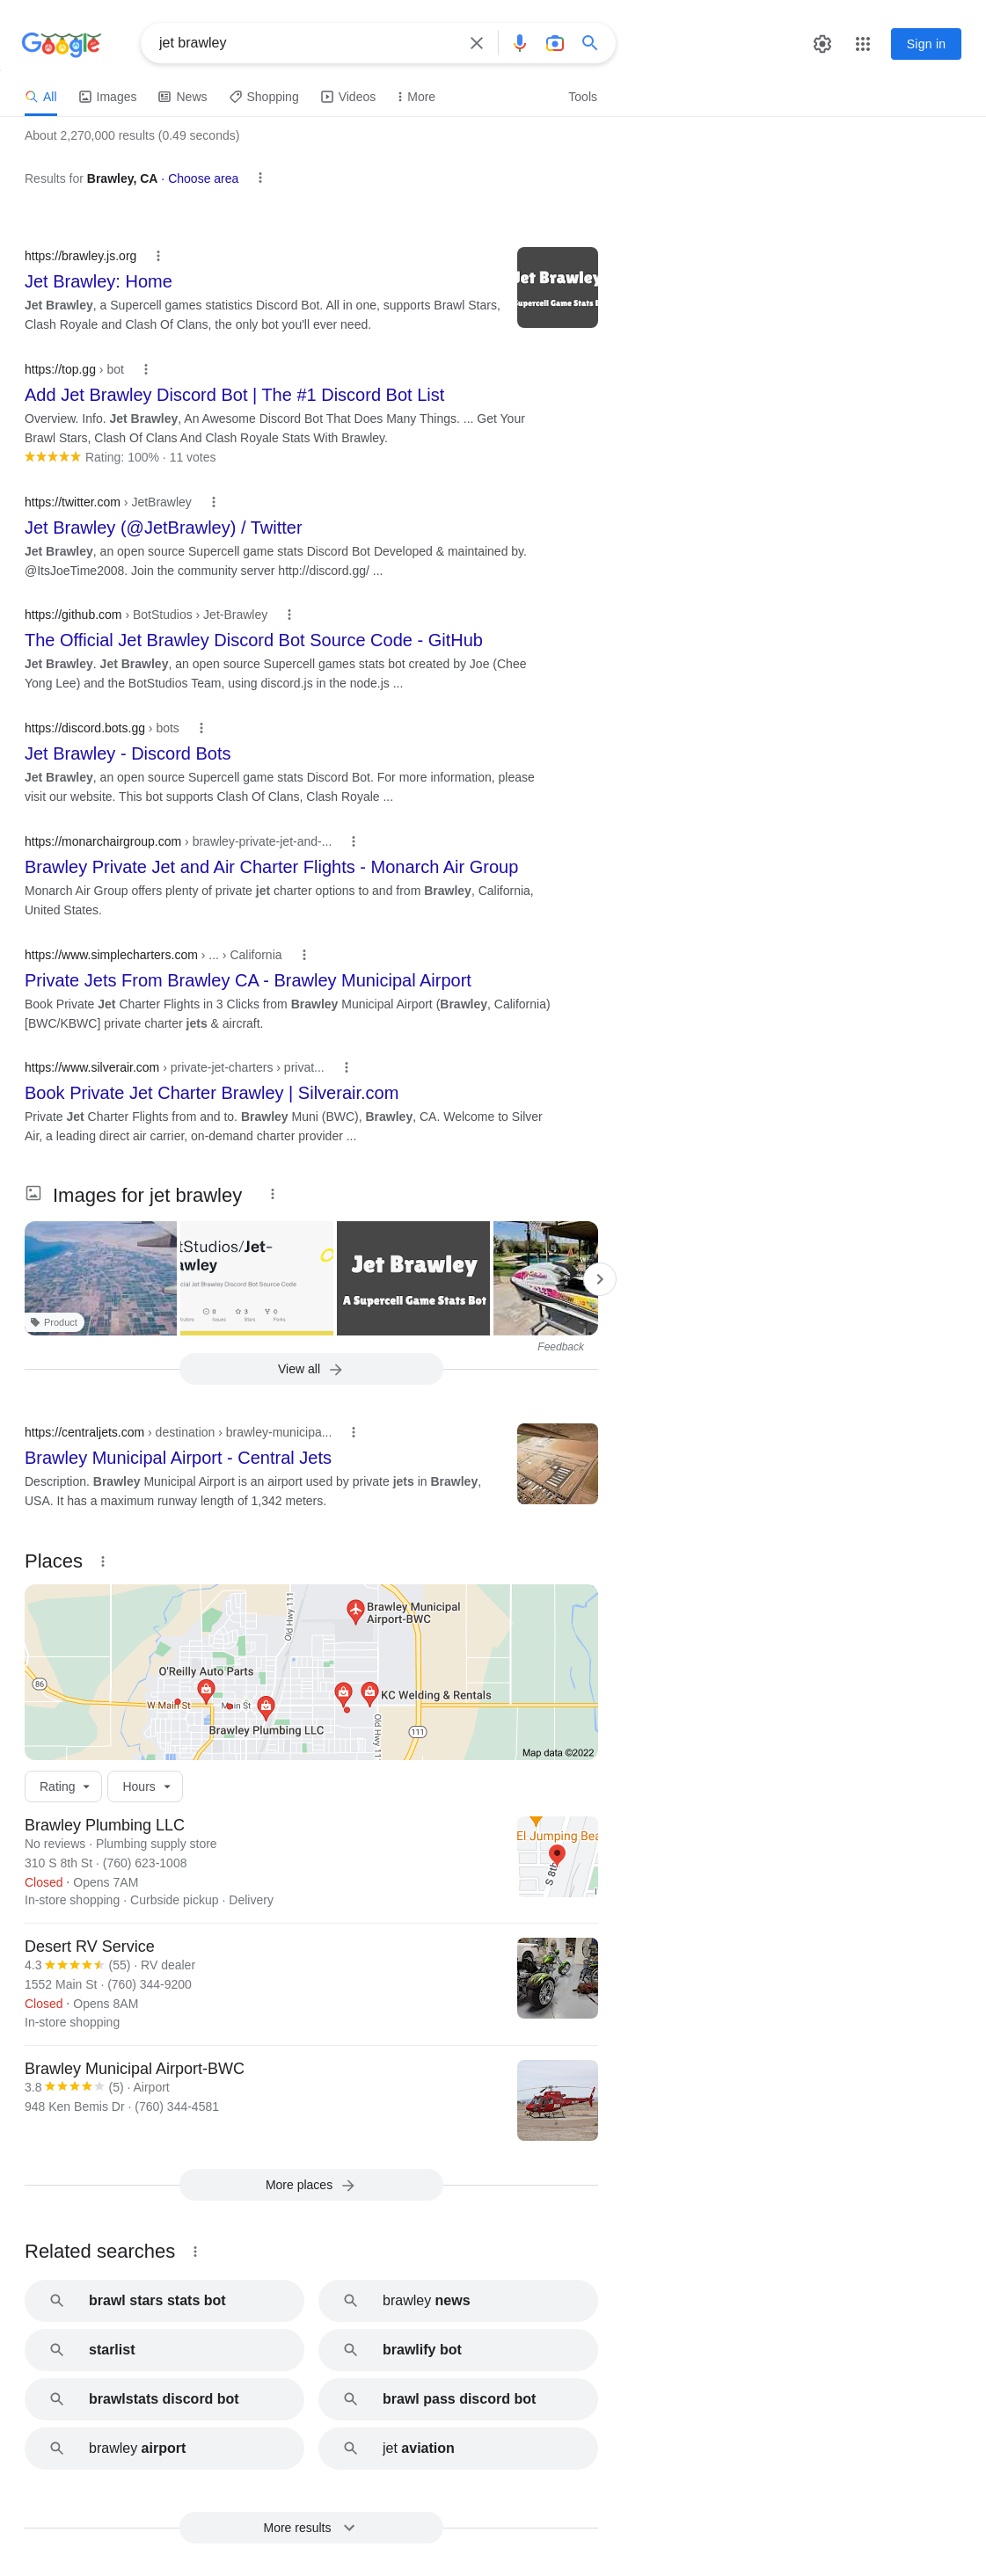 Google
jet brawley
Sign in
All
Images
News
Shopping
Videos
More
Tools
About 2,270,000 results (0.49 seconds)
Results for Brawley, CA · Choose area
https://brawley.js.org
Jet Brawley: Home
Jet Brawley, a Supercell games statistics Discord Bot. All in one, supports Brawl Stars,
Clash Royale and Clash Of Clans, the only bot you'll ever need.
Jet Brawley
Supercell Game Stats B
https://top.gg › bot
Add Jet Brawley Discord Bot | The #1 Discord Bot List
Overview. Info. Jet Brawley, An Awesome Discord Bot That Does Many Things. ... Get Your
Brawl Stars, Clash Of Clans And Clash Royale Stats With Brawley.
Rating: 100% · 11 votes
https://twitter.com › JetBrawley
Jet Brawley (@JetBrawley) / Twitter
Jet Brawley, an open source Supercell game stats Discord Bot Developed & maintained by.
@ItsJoeTime2008. Join the community server http://discord.gg/ ...
https://github.com › BotStudios › Jet-Brawley
The Official Jet Brawley Discord Bot Source Code - GitHub
Jet Brawley. Jet Brawley, an open source Supercell games stats bot created by Joe (Chee
Yong Lee) and the BotStudios Team, using discord.js in the node.js ...
https://discord.bots.gg › bots
Jet Brawley - Discord Bots
Jet Brawley, an open source Supercell game stats Discord Bot. For more information, please
visit our website. This bot supports Clash Of Clans, Clash Royale ...
https://monarchairgroup.com › brawley-private-jet-and-...
Brawley Private Jet and Air Charter Flights - Monarch Air Group
Monarch Air Group offers plenty of private jet charter options to and from Brawley, California,
United States.
https://www.simplecharters.com › ... › California
Private Jets From Brawley CA - Brawley Municipal Airport
Book Private Jet Charter Flights in 3 Clicks from Brawley Municipal Airport (Brawley, California)
[BWC/KBWC] private charter jets & aircraft.
https://www.silverair.com › private-jet-charters › privat...
Book Private Jet Charter Brawley | Silverair.com
Private Jet Charter Flights from and to. Brawley Muni (BWC), Brawley, CA. Welcome to Silver
Air, a leading direct air carrier, on-demand charter provider ...
Images for jet brawley
Product
tStudios/Jet-
awley
cial Jet Brawley Discord Bot Source Code
0
3
0
Issues
Stars
Forks
Jet Brawley
A Supercell Game Stats Bot
Feedback
View all
https://centraljets.com › destination › brawley-municipa...
Brawley Municipal Airport - Central Jets
Description. Brawley Municipal Airport is an airport used by private jets in Brawley,
USA. It has a maximum runway length of 1,342 meters.
Places
Old Hwy 111
Brawley Municipal
Airport-BWC
O'Reilly Auto Parts
86
W Main St
Main St
KC Welding & Rentals
Brawley Plumbing LLC
Old Hwy 11
111
Map data ©2022
Rating
Hours
Brawley Plumbing LLC
No reviews · Plumbing supply store
310 S 8th St · (760) 623-1008
Closed · Opens 7AM
In-store shopping · Curbside pickup · Delivery
El Jumping Bea
S 8th
Desert RV Service
4.3 (55) · RV dealer
1552 Main St · (760) 344-9200
Closed · Opens 8AM
In-store shopping
Brawley Municipal Airport-BWC
3.8 (5) · Airport
948 Ken Bemis Dr · (760) 344-4581
More places
Related searches
brawl stars stats bot
brawley news
starlist
brawlify bot
brawlstats discord bot
brawl pass discord bot
brawley airport
jet aviation
More results